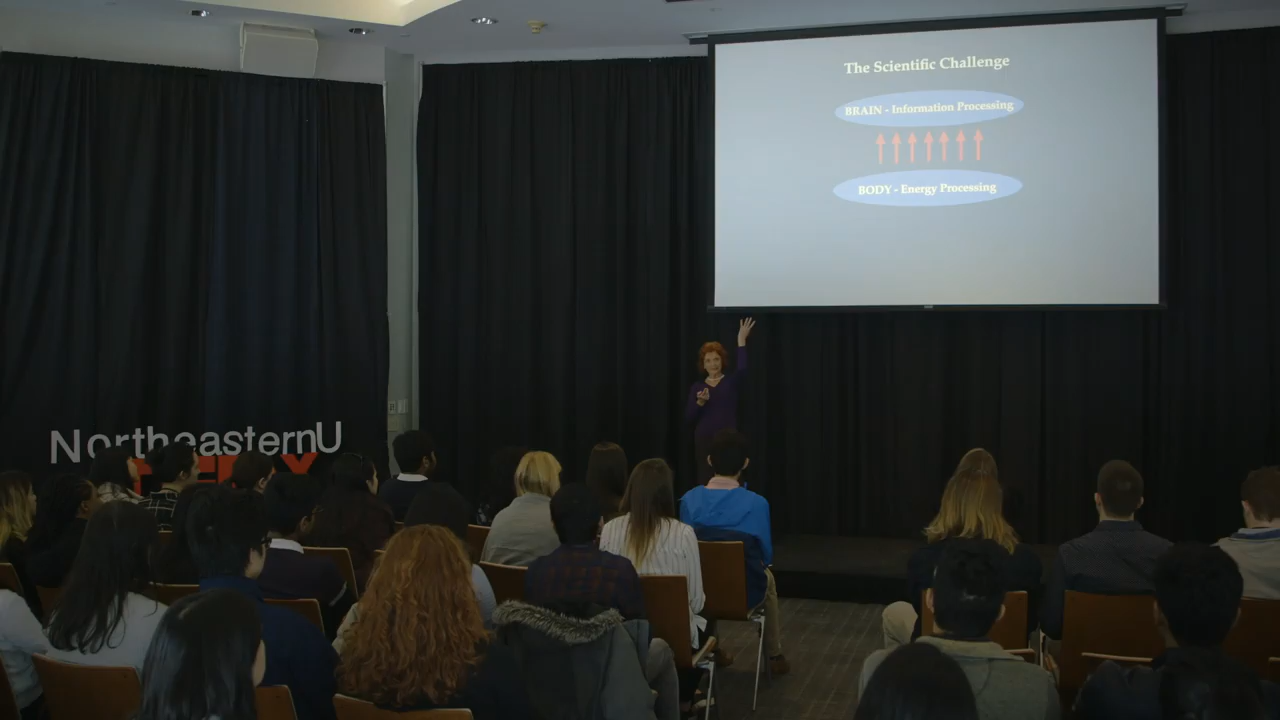 The Scientific Challenge
BRAIN - Information Processing
BODY - Energy Processing
NortheasternU